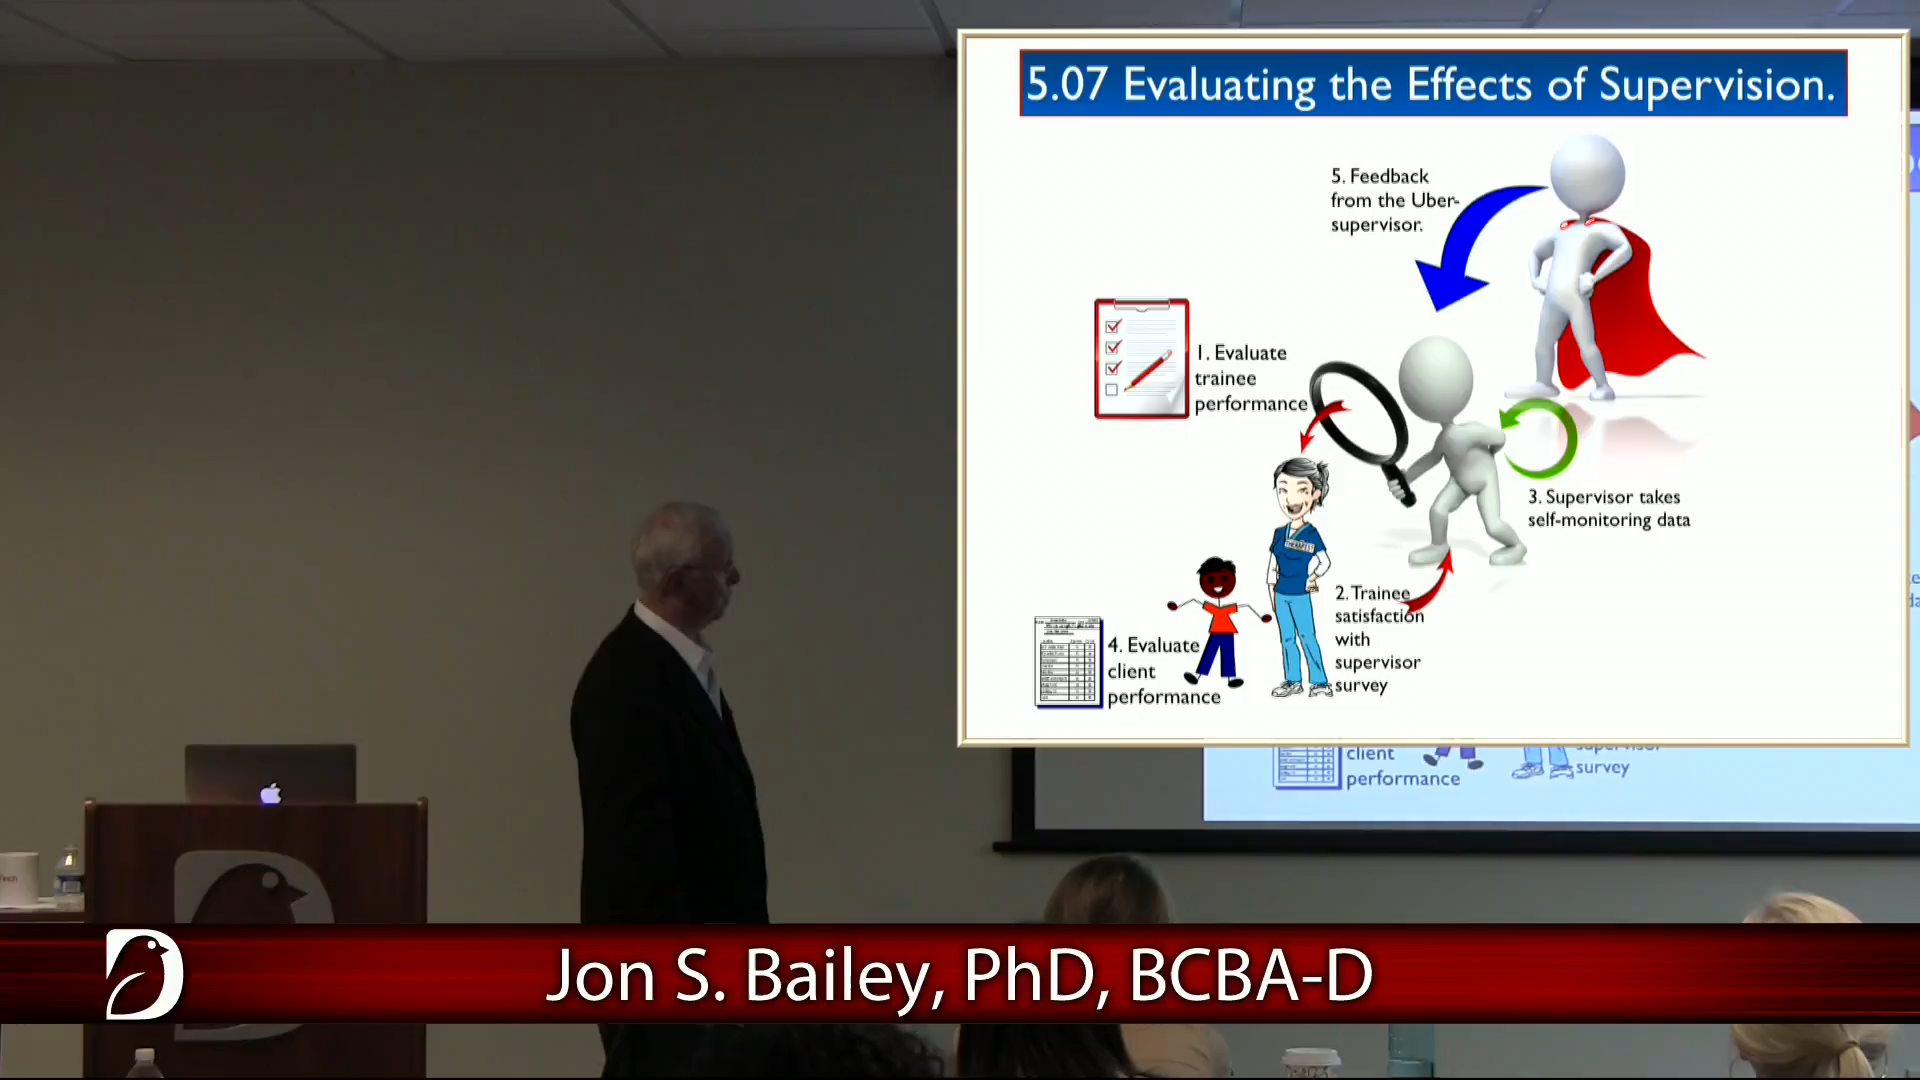 5.07 Evaluating the Effects of Supervision.
5. Feedback
from the Uber-
supervisor.
1. Evaluate
trainee
performance
3. Supervisor takes
self-monitoring data
THERAPIST
2. Trainee
satisfaction
with
supervisor
survey
4. Evaluate
client
performance
client
performance
supervisor
survey
Jon S. Bailey, PhD, BCBA-D